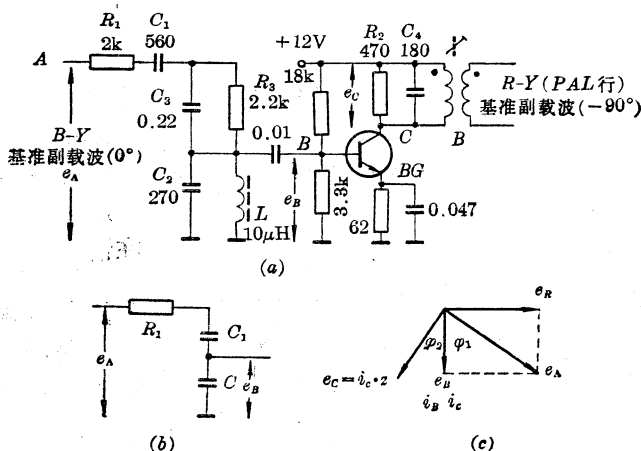 R₁
2k
C₁
560
A
C₃
0.22
R₃
2.2k
B-Y
基准副载波(0°)
e_A
C₂
270
L
10μH
0.01
+12V
18k
e_C
R₂
470
C₄
180
B
C
BG
e_B
3.3k
62
0.047
B
R-Y(PAL行)
基准副载波(-90°)
(a)
R₁
C₁
e_A
C
e_B
(b)
e_R
φ₂
φ₁
e_C=i_c·z
e_B
e_A
i_B i_c
(c)